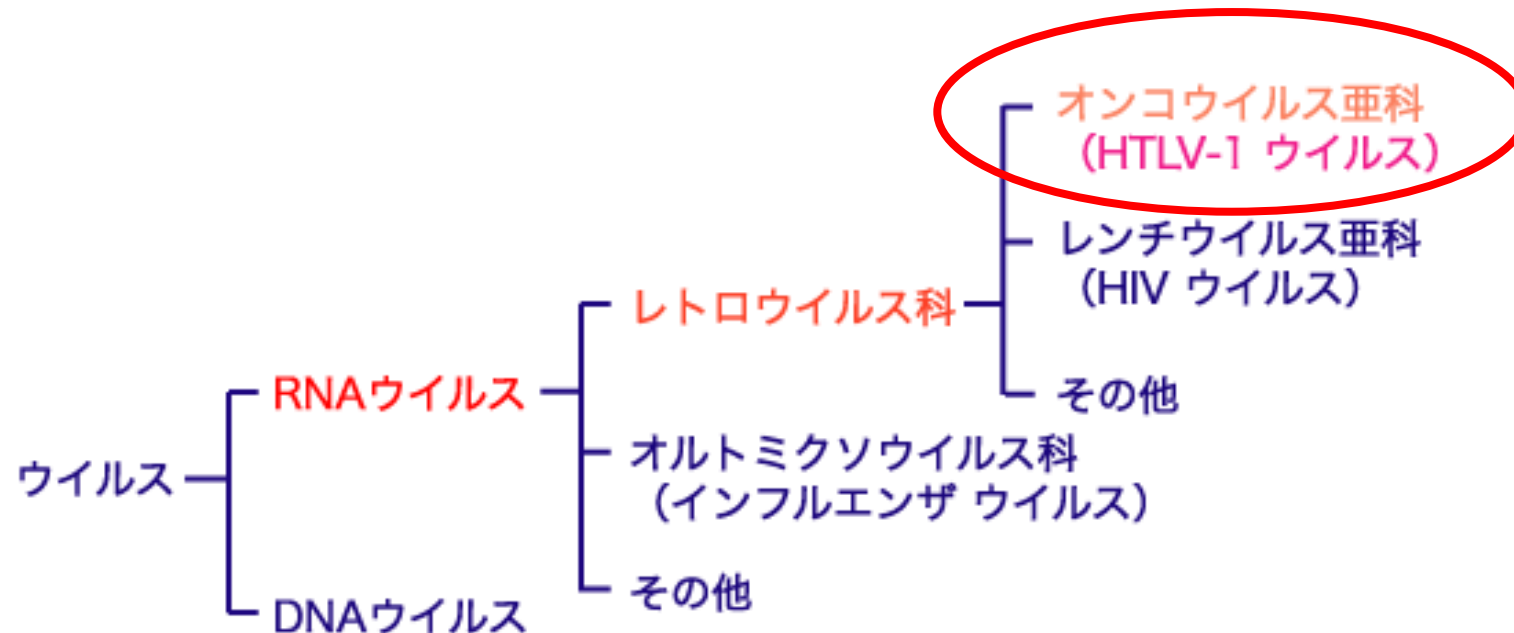 オンコウイルス亜科
（HTLV-1 ウイルス）
レンチウイルス亜科
（HIV ウイルス）
レトロウイルス科
その他
RNAウイルス
オルトミクソウイルス科
（インフルエンザ ウイルス）
ウイルス
その他
DNAウイルス